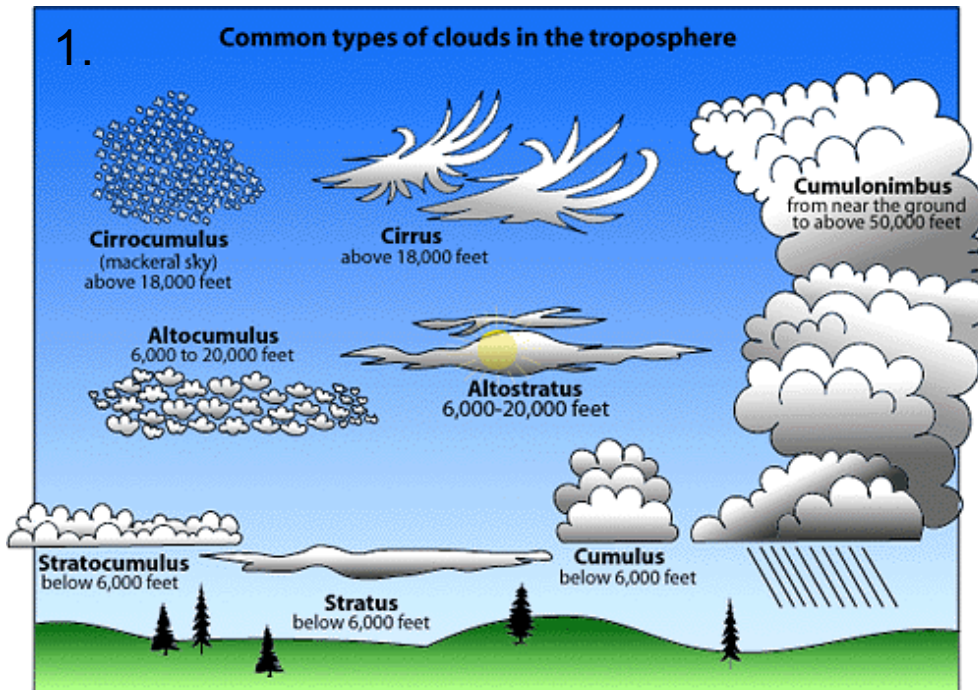 1.
Common types of clouds in the troposphere
Cirrocumulus
(mackeral sky)
above 18,000 feet
Cirrus
above 18,000 feet
Cumulonimbus
from near the ground
to above 50,000 feet
Altocumulus
6,000 to 20,000 feet
Altostratus
6,000-20,000 feet
Stratocumulus
below 6,000 feet
Stratus
below 6,000 feet
Cumulus
below 6,000 feet